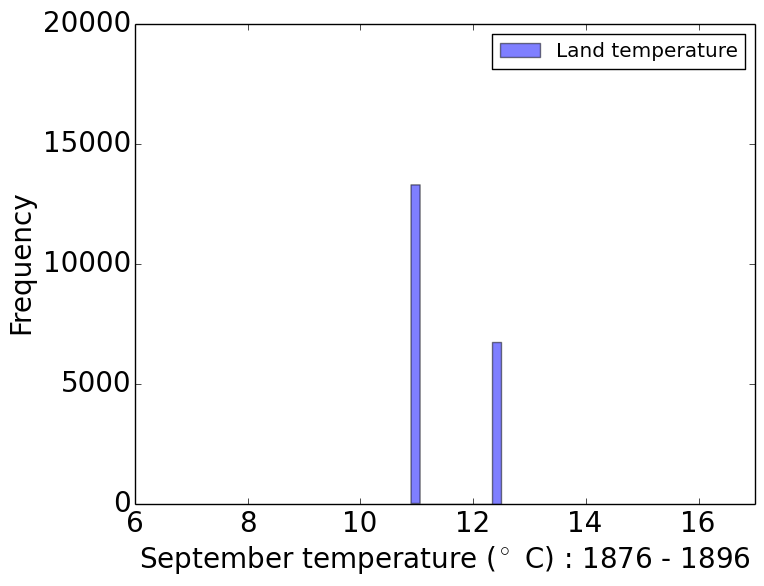 20000
15000
10000
5000
0
Frequency
Land temperature
6 8 10 12 14 16
September temperature (° C) : 1876 - 1896